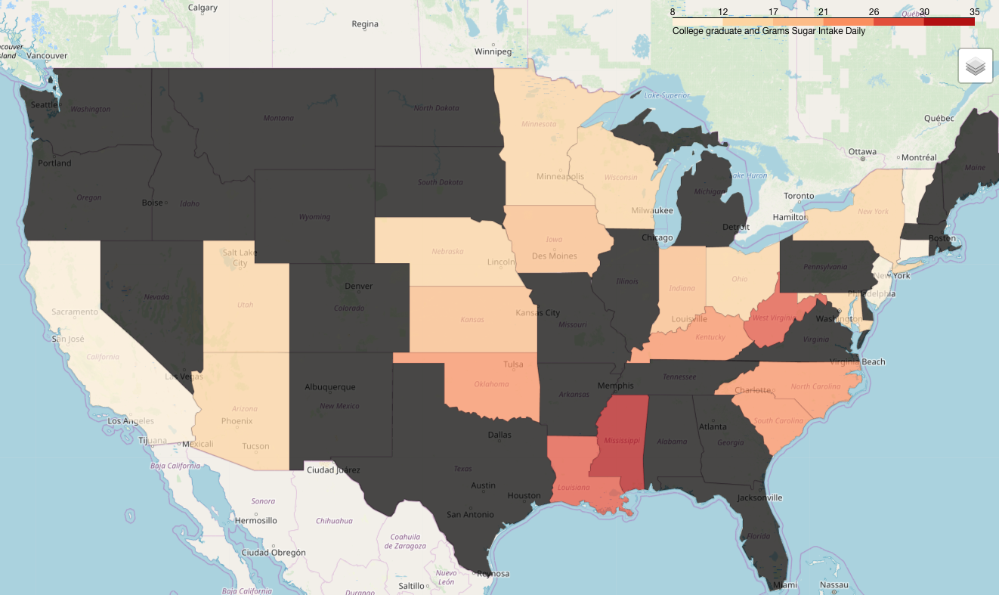 Calgary
Regina
Winnipeg
Vancouver
8 12 17 21 26 30 35
College graduate and Grams Sugar Intake Daily
Québec
Lake Superior
Seattle
Washington
Montana
North Dakota
Minnesota
Québec
Ottawa
Montréal
Portland
Oregon
Boise
Idaho
South Dakota
Minneapolis
Wisconsin
Michigan
Toronto
Hamilton
Maine
Wyoming
Milwaukee
Detroit
New York
Chicago
Boston
Salt Lake
City
Nebraska
Lincoln
Iowa
Des Moines
Illinois
Indiana
Ohio
Pennsylvania
New York
Philadelphia
Nevada
Utah
Denver
Colorado
Sacramento
San José
California
Kansas
Kansas City
Missouri
Louisville
Kentucky
West Virginia
Washington
Virginia
Virginia Beach
Las Vegas
Tulsa
Oklahoma
Tennessee
Memphis
Arkansas
Charlotte
North Carolina
South Carolina
Los Angeles
Arizona
Phoenix
Tucson
Albuquerque
New Mexico
Tijuana
Mexicali
Baja California
Dallas
Mississippi
Alabama
Atlanta
Georgia
Ciudad Juárez
Texas
Austin
Houston
San Antonio
Louisiana
Jacksonville
Florida
Miami
Nassau
Sonora
Hermosillo
Chihuahua
Ciudad Obregón
Coahuila
de Zaragoza
Nuevo
León
Reynosa
Saltillo
Durango
Baja California